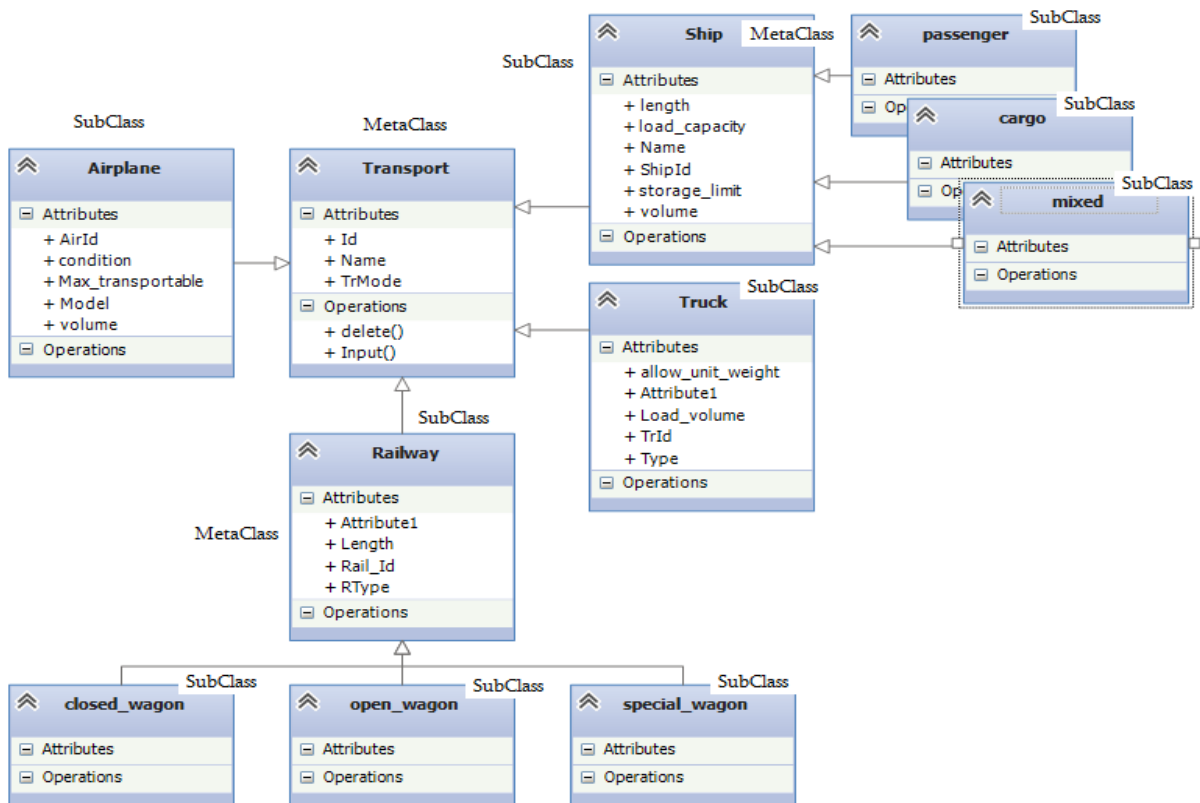 SubClass
Airplane
Attributes
+ AirId
+ condition
+ Max_transportable
+ Model
+ volume
Operations
MetaClass
Transport
Attributes
+ Id
+ Name
+ TrMode
Operations
+ delete()
+ Input()
SubClass
Ship
MetaClass
Attributes
+ length
+ load_capacity
+ Name
+ ShipId
+ storage_limit
+ volume
Operations
SubClass
passenger
Attributes
Op
SubClass
cargo
Attributes
Op
SubClass
mixed
Attributes
Operations
SubClass
Truck
Attributes
+ allow_unit_weight
+ Attribute1
+ Load_volume
+ TrId
+ Type
Operations
SubClass
Railway
MetaClass
Attributes
+ Attribute1
+ Length
+ Rail_Id
+ RType
Operations
SubClass
closed_wagon
Attributes
Operations
SubClass
open_wagon
Attributes
Operations
SubClass
special_wagon
Attributes
Operations